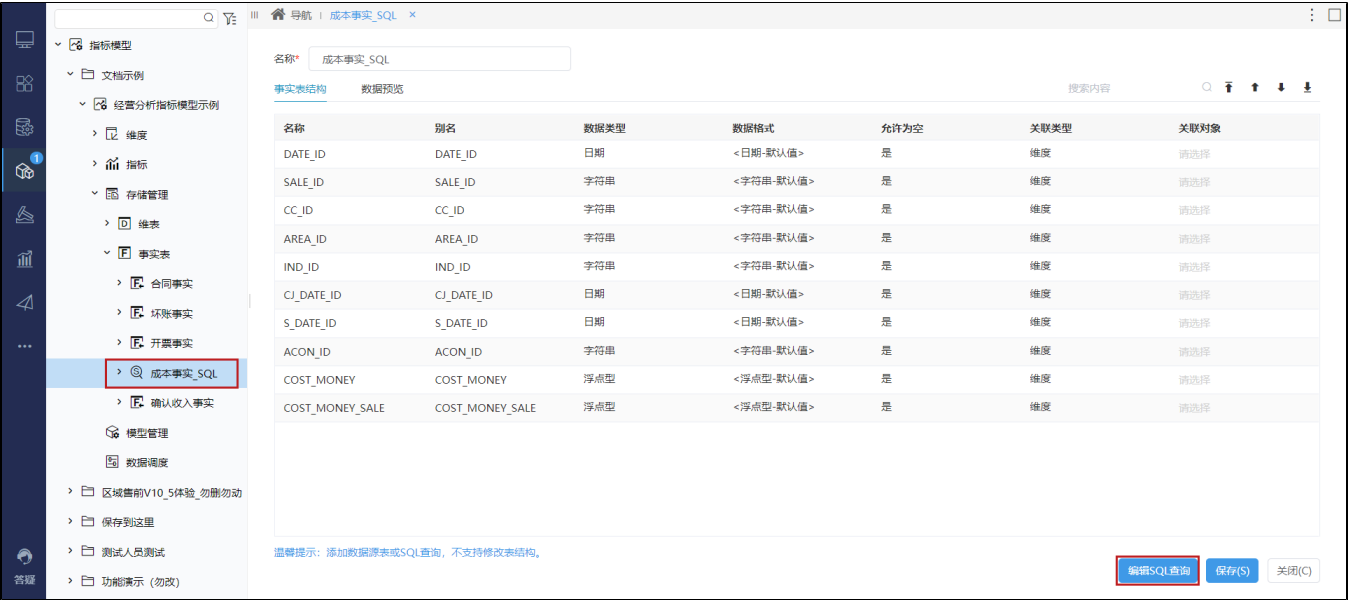 导航 成本事实_SQL ×
指标模型
文档示例
经营分析指标模型示例
维度
指标
存储管理
D 维表
F 事实表
合同事实
坏账事实
开票事实
成本事实_SQL
确认收入事实
模型管理
数据调度
区域售前V10_5体验_勿删勿动
保存到这里
测试人员测试
功能演示（勿改）
1
答疑
名称* 成本事实_SQL
事实表结构 数据预览 搜索内容
名称 别名 数据类型 数据格式 允许为空 关联类型 关联对象
DATE_ID DATE_ID 日期 <日期-默认值> 是 维度 请选择
SALE_ID SALE_ID 字符串 <字符串-默认值> 是 维度 请选择
CC_ID CC_ID 字符串 <字符串-默认值> 是 维度 请选择
AREA_ID AREA_ID 字符串 <字符串-默认值> 是 维度 请选择
IND_ID IND_ID 字符串 <字符串-默认值> 是 维度 请选择
CJ_DATE_ID CJ_DATE_ID 日期 <日期-默认值> 是 维度 请选择
S_DATE_ID S_DATE_ID 日期 <日期-默认值> 是 维度 请选择
ACON_ID ACON_ID 字符串 <字符串-默认值> 是 维度 请选择
COST_MONEY COST_MONEY 浮点型 <浮点型-默认值> 是 维度 请选择
COST_MONEY_SALE COST_MONEY_SALE 浮点型 <浮点型-默认值> 是 维度 请选择
温馨提示：添加数据源表或SQL查询，不支持修改表结构。
编辑SQL查询 保存(S) 关闭(C)